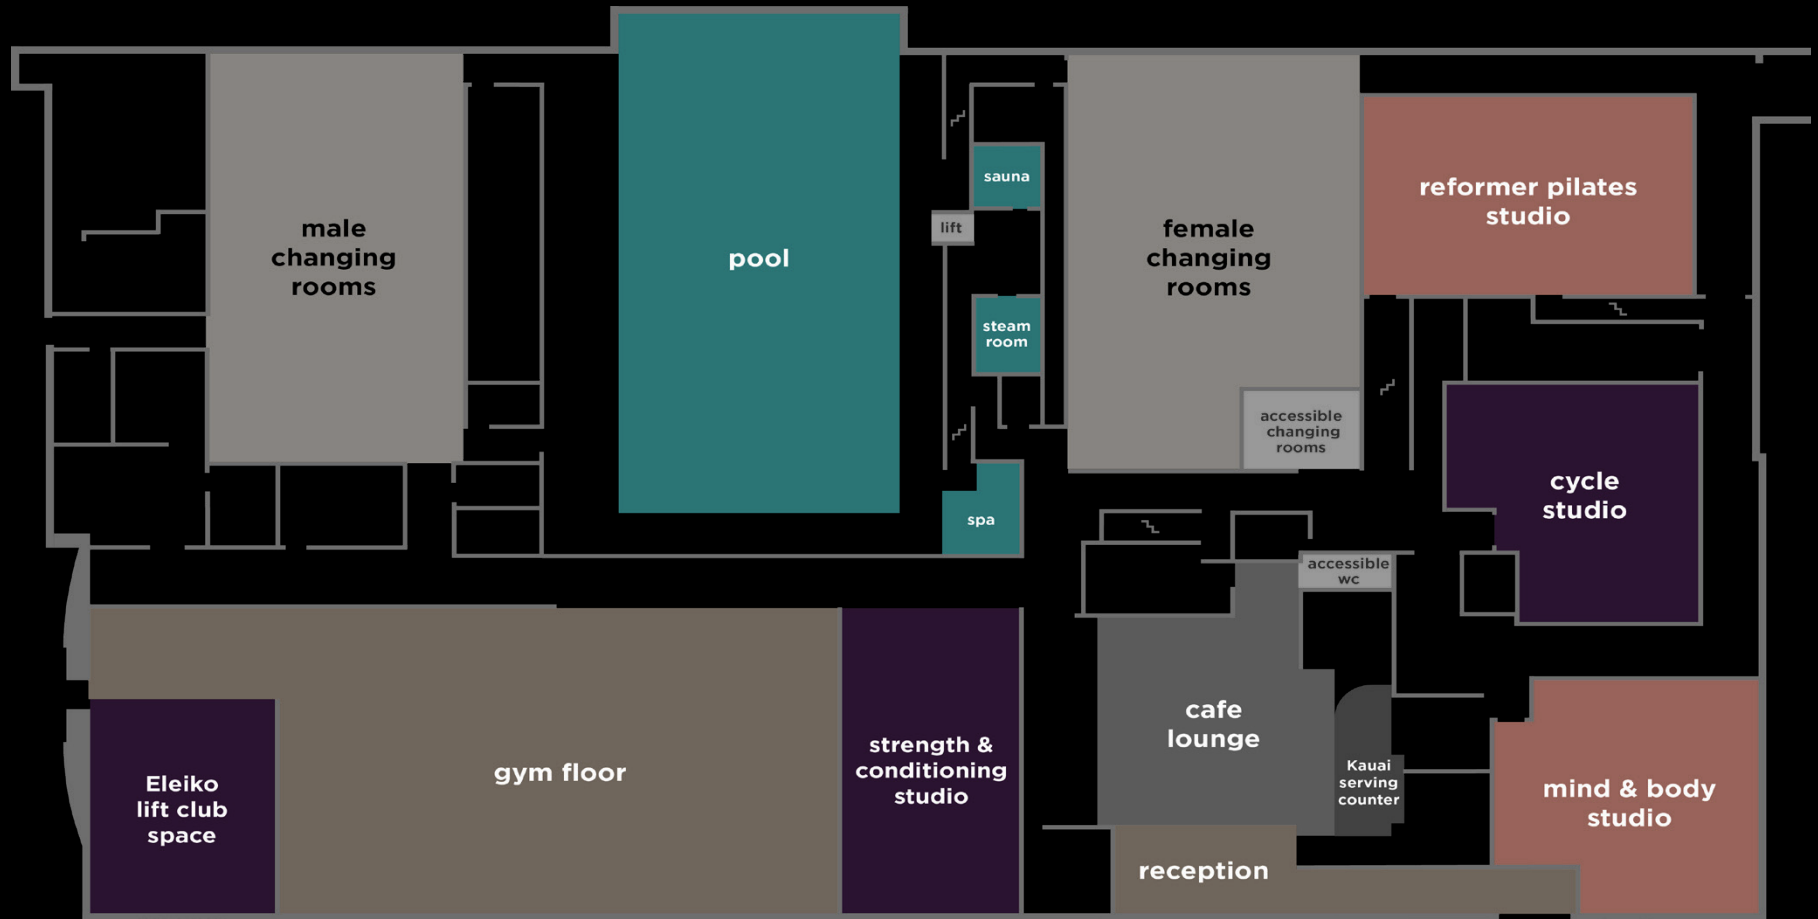 male
changing
rooms
pool
sauna
lift
steam
room
spa
female
changing
rooms
accessible
changing
rooms
reformer pilates
studio
cycle
studio
accessible
wc
cafe
lounge
Kauai
serving
counter
mind & body
studio
reception
strength &
conditioning
studio
gym floor
Eleiko
lift club
space